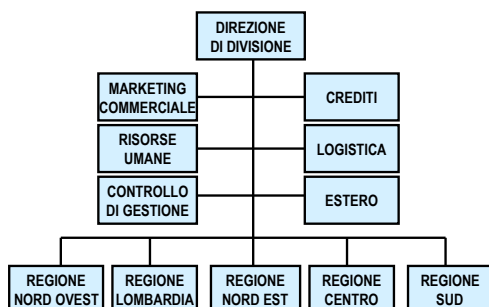 DIREZIONE
DI DIVISIONE
MARKETING
COMMERCIALE
CREDITI
RISORSE
UMANE
LOGISTICA
CONTROLLO
DI GESTIONE
ESTERO
REGIONE
NORD OVEST
REGIONE
LOMBARDIA
REGIONE
NORD EST
REGIONE
CENTRO
REGIONE
SUD